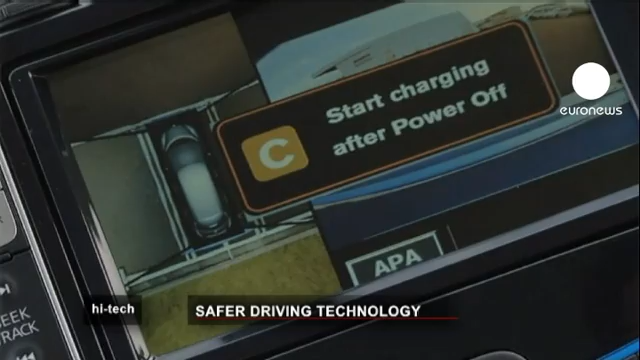 Start charging
after Power Off
C
euronews
APA
hi-tech
SAFER DRIVING TECHNOLOGY
SEEK
TRACK